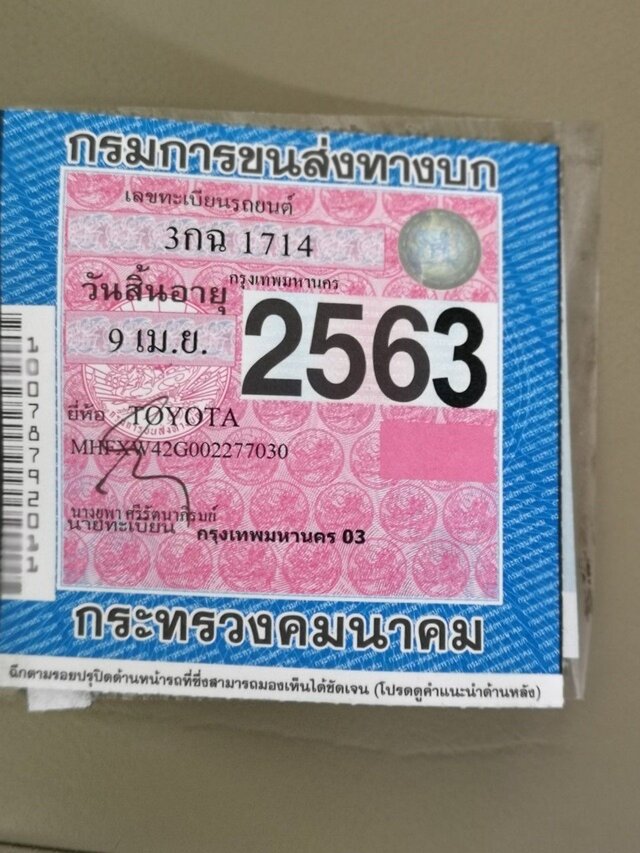 กรมการขนส่งทางบก
เลขทะเบียนรถยนต์
3กฉ 1714
กรุงเทพมหานคร
วันสิ้นอายุ
9 เม.ย.
2563
ยี่ห้อ TOYOTA
MHFXW42G002277030
นายทะเบียน กรุงเทพมหานคร 03
กระทรวงคมนาคม
ฉีกตามรอยปรุปิดด้านหน้ารถที่ซึ่งสามารถมองเห็นได้ชัดเจน (โปรดดูคำแนะนำด้านหลัง)
10078792011